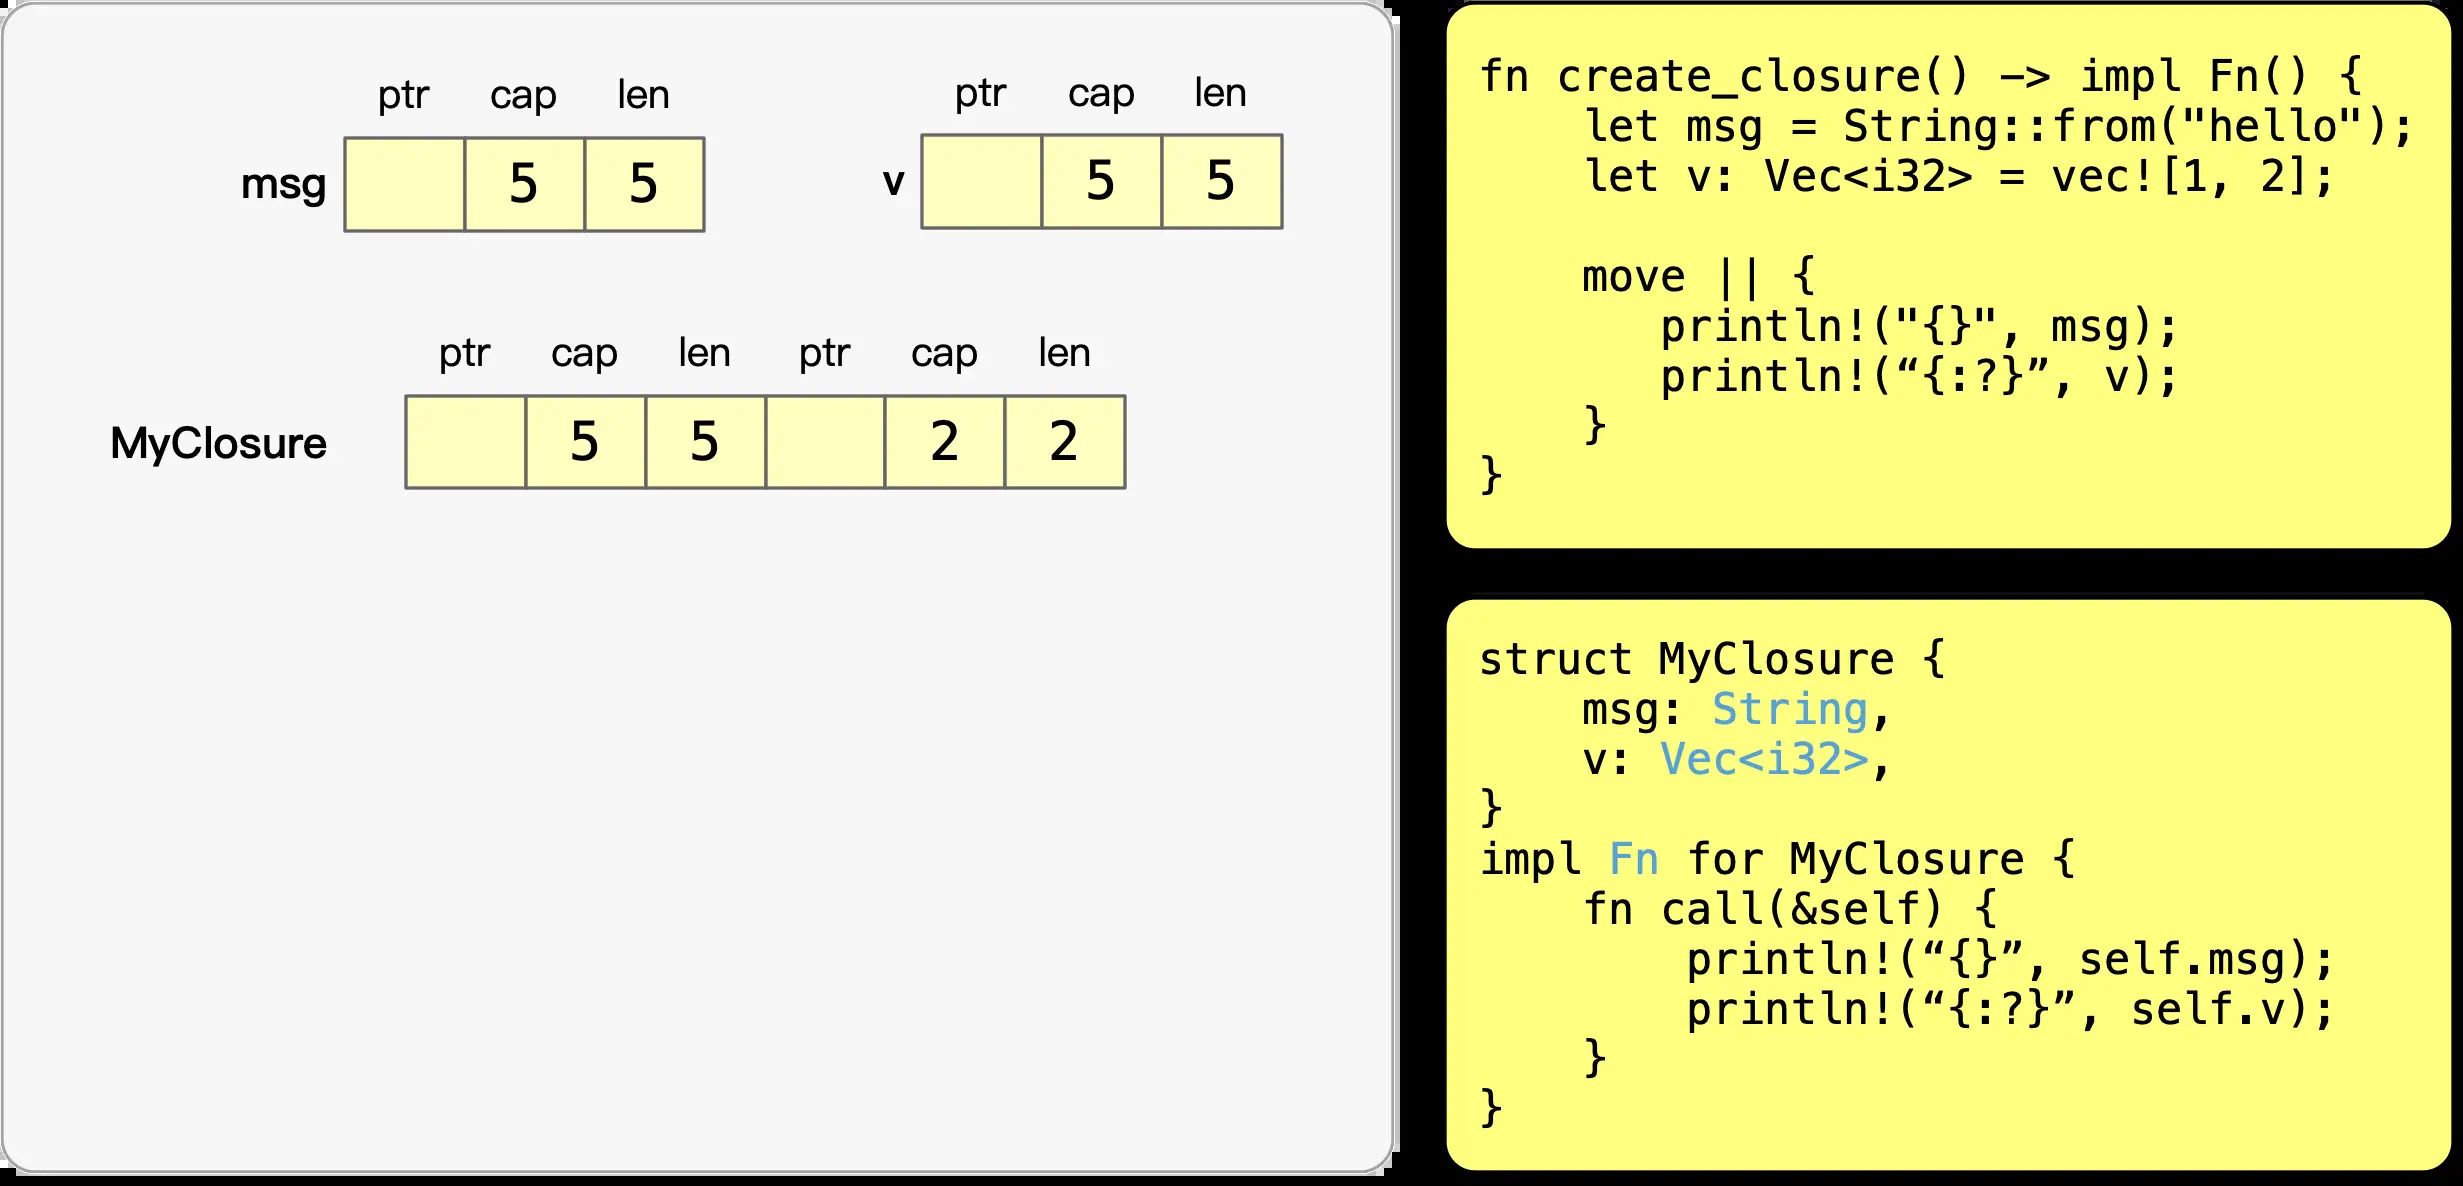 ptr cap len
msg 5 5
ptr cap len
v 5 5
ptr cap len ptr cap len
MyClosure 5 5 2 2
fn create_closure() -> impl Fn() {
    let msg = String::from("hello");
    let v: Vec<i32> = vec![1, 2];
    move || {
       println!("{}", msg);
       println!(“{:?}”, v);
    }
}
struct MyClosure {
    msg: String,
    v: Vec<i32>,
}
impl Fn for MyClosure {
    fn call(&self) {
        println!(“{}”, self.msg);
        println!(“{:?}”, self.v);
    }
}